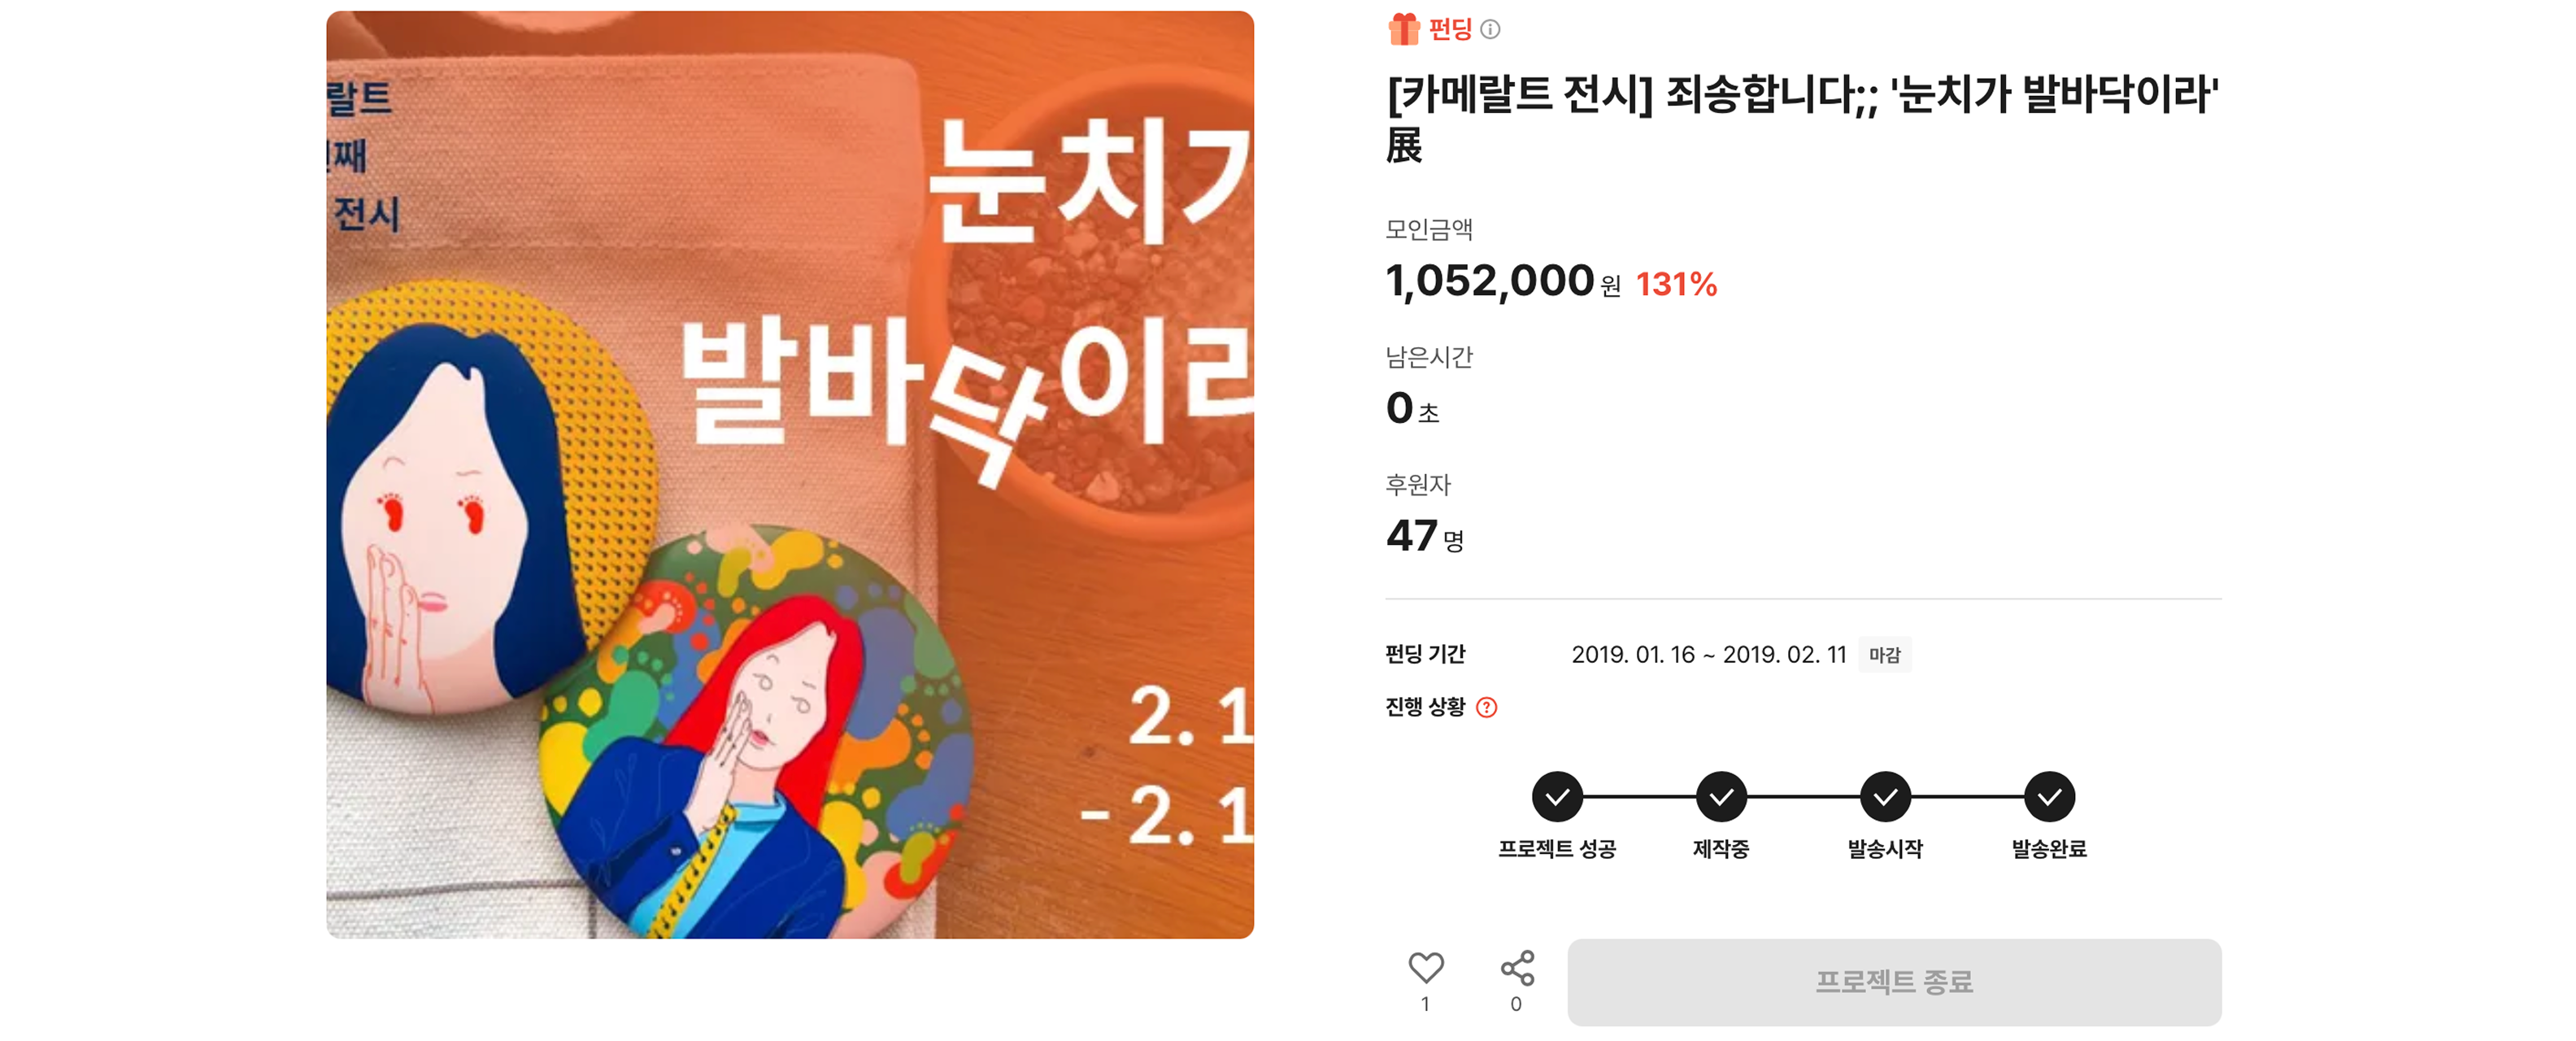 랄트
전시
눈치가
발바닥이라
2. 1
- 2. 1
펀딩
[카메랄트 전시] 죄송합니다;; '눈치가 발바닥이라'
展
모인금액
1,052,000원 131%
남은시간
0초
후원자
47명
펀딩 기간 2019. 01. 16 ~ 2019. 02. 11 마감
진행 상황
프로젝트 성공 제작중 발송시작 발송완료
1 0 프로젝트 종료